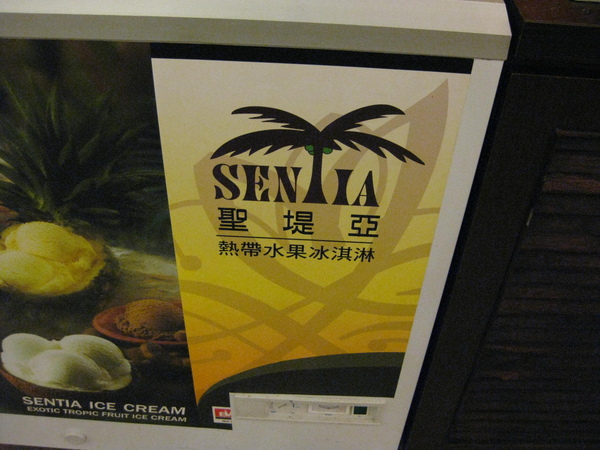 SENTIA
聖堤亞
熱帶水果冰淇淋
SENTIA ICE CREAM
EXOTIC TROPIC FRUIT ICE CREAM